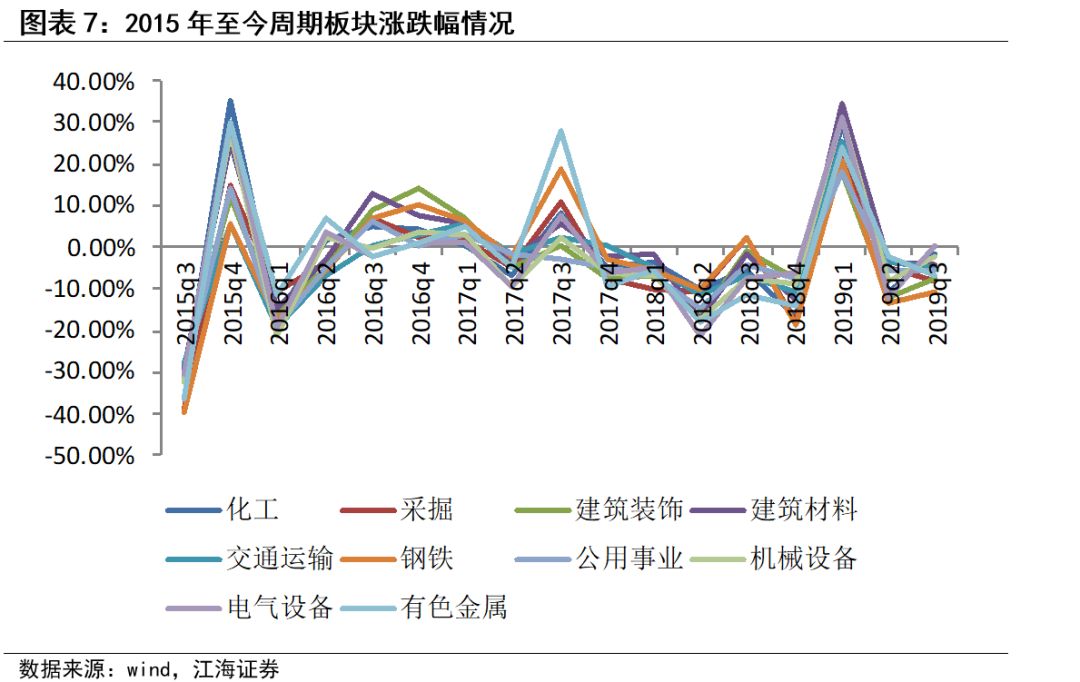 图表 7：2015 年至今周期板块涨跌幅情况
40.00%
30.00%
20.00%
10.00%
0.00%
-10.00%
-20.00%
-30.00%
-40.00%
-50.00%
2015q3
2015q4
2016q1
2016q2
2016q3
2016q4
2017q1
2017q2
2017q3
2017q4
2018q1
2018q2
2018q3
2018q4
2019q1
2019q2
2019q3
化工 采掘 建筑装饰 建筑材料
交通运输 钢铁 公用事业 机械设备
电气设备 有色金属
数据来源：wind，江海证券